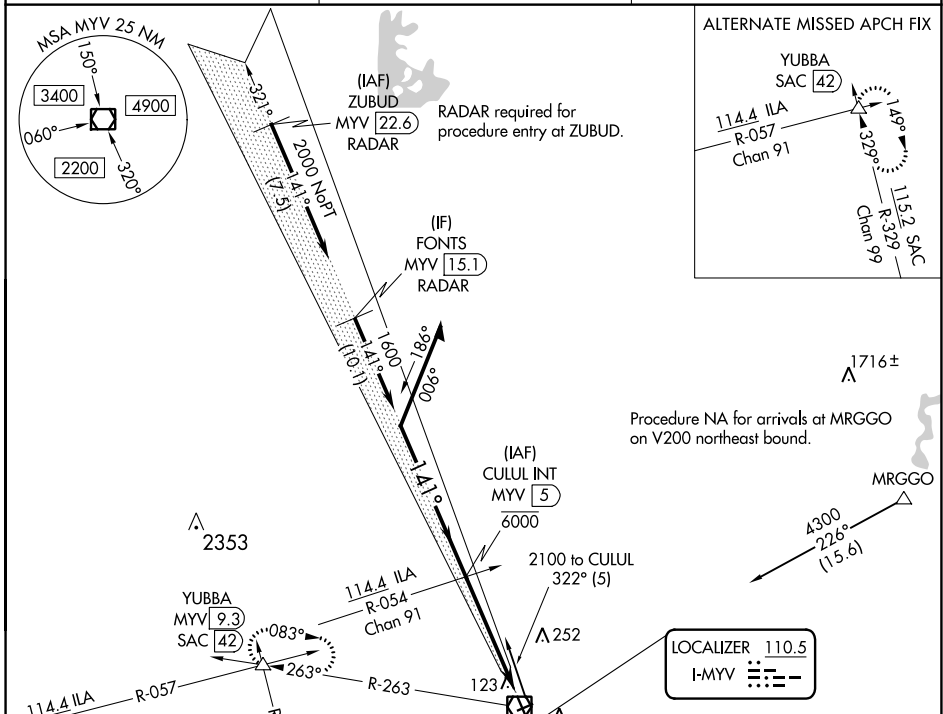 MSA MYV 25 NM
150°
3400
4900
060°
2200
320°
321°
(IAF)
ZUBUD
MYV 22.6
RADAR
RADAR required for
procedure entry at ZUBUD.
2000 NoPT
141°
(7.5)
(IF)
FONTS
MYV 15.1
RADAR
1600
141°
(10.1)
186°
006°
141°
(IAF)
CULUL INT
MYV 5
6000
ALTERNATE MISSED APCH FIX
YUBBA
SAC 42
114.4 ILA
R-057
Chan 91
149°
329°
115.2 SAC
R-329
Chan 99
1716±
Procedure NA for arrivals at MRGGO
on V200 northeast bound.
MRGGO
4300
226°
(15.6)
2353
114.4 ILA
R-054
Chan 91
2100 to CULUL
322° (5)
252
YUBBA
MYV 9.3
SAC 42
083°
263°
R-263
123
114.4 ILA
R-057
R
LOCALIZER 110.5
I-MYV